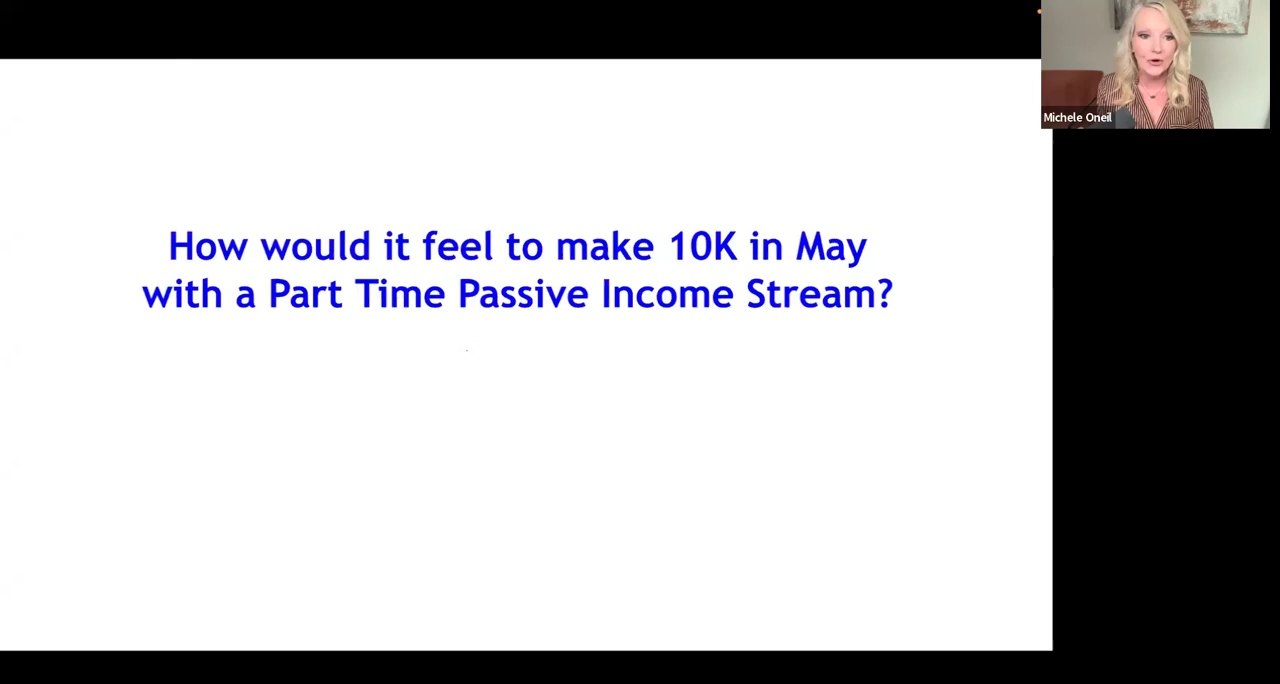 How would it feel to make 10K in May
with a Part Time Passive Income Stream?
Michele Oneil